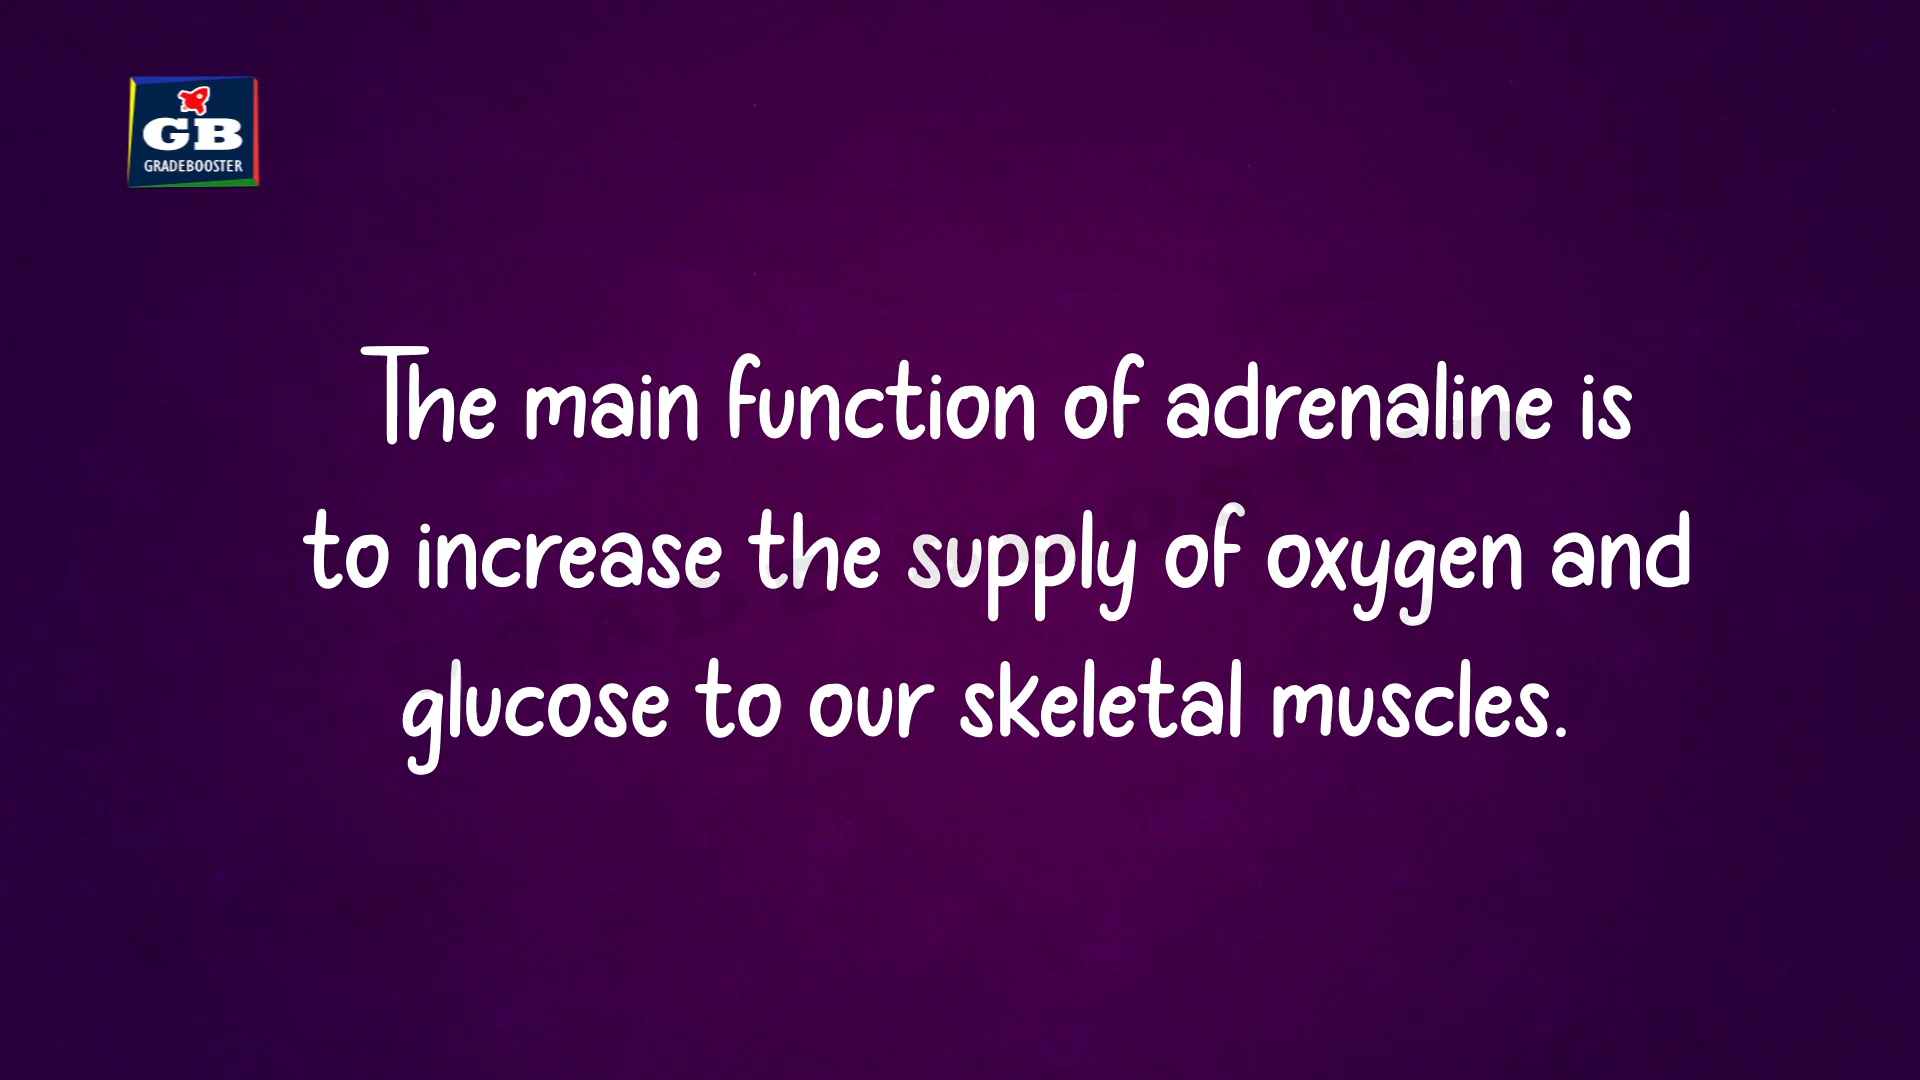 GB
GRADEBOOSTER
The main function of adrenaline is
to increase the supply of oxygen and
glucose to our skeletal muscles.